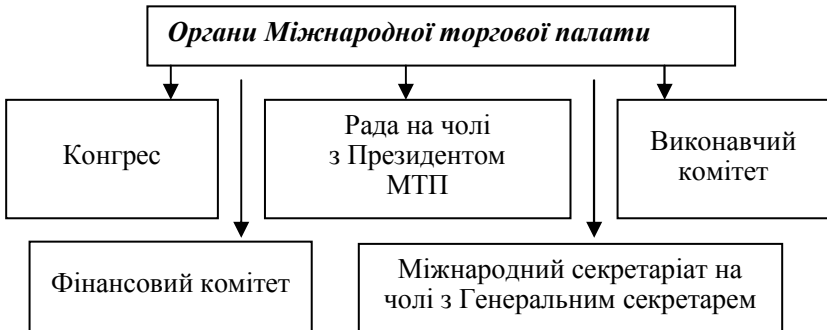 Органи Міжнародної торгової палати
Конгрес
Рада на чолі
з Президентом
МТП
Виконавчий
комітет
Фінансовий комітет
Міжнародний секретаріат на
чолі з Генеральним секретарем